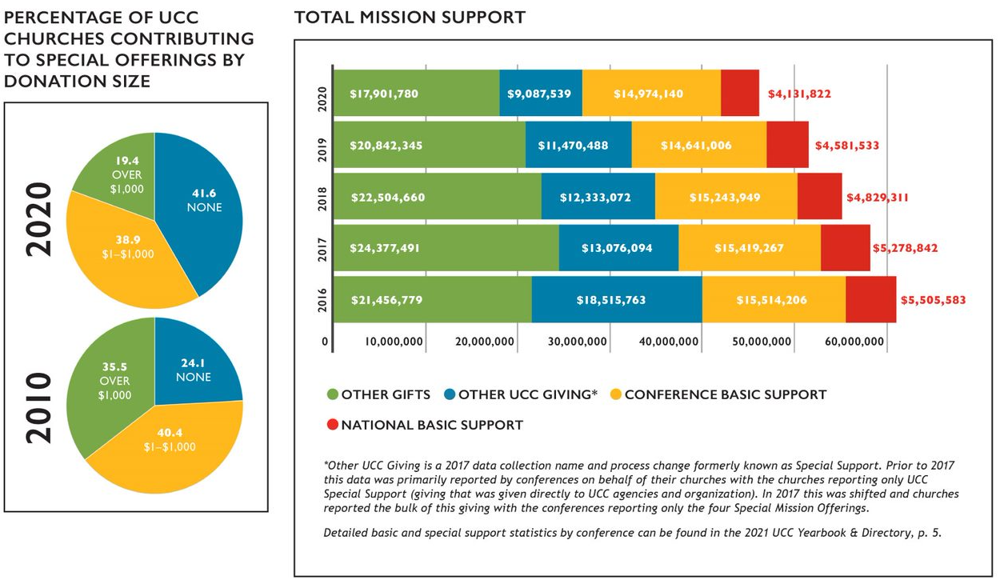 PERCENTAGE OF UCC
CHURCHES CONTRIBUTING
TO SPECIAL OFFERINGS BY
DONATION SIZE
2020
19.4
OVER
$1,000
41.6
NONE
38.9
$1–$1,000
2010
35.5
OVER
$1,000
24.1
NONE
40.4
$1–$1,000
TOTAL MISSION SUPPORT
2020 $17,901,780 $9,087,539 $14,974,140 $4,131,822
2019 $20,842,345 $11,470,488 $14,641,006 $4,581,533
2018 $22,504,660 $12,333,072 $15,243,949 $4,829,311
2017 $24,377,491 $13,076,094 $15,419,267 $5,278,842
2016 $21,456,779 $18,515,763 $15,514,206 $5,505,583
0 10,000,000 20,000,000 30,000,000 40,000,000 50,000,000 60,000,000
OTHER GIFTS OTHER UCC GIVING* CONFERENCE BASIC SUPPORT
NATIONAL BASIC SUPPORT
*Other UCC Giving is a 2017 data collection name and process change formerly known as Special Support. Prior to 2017
this data was primarily reported by conferences on behalf of their churches with the churches reporting only UCC
Special Support (giving that was given directly to UCC agencies and organization). In 2017 this was shifted and churches
reported the bulk of this giving with the conferences reporting only the four Special Mission Offerings.
Detailed basic and special support statistics by conference can be found in the 2021 UCC Yearbook & Directory, p. 5.